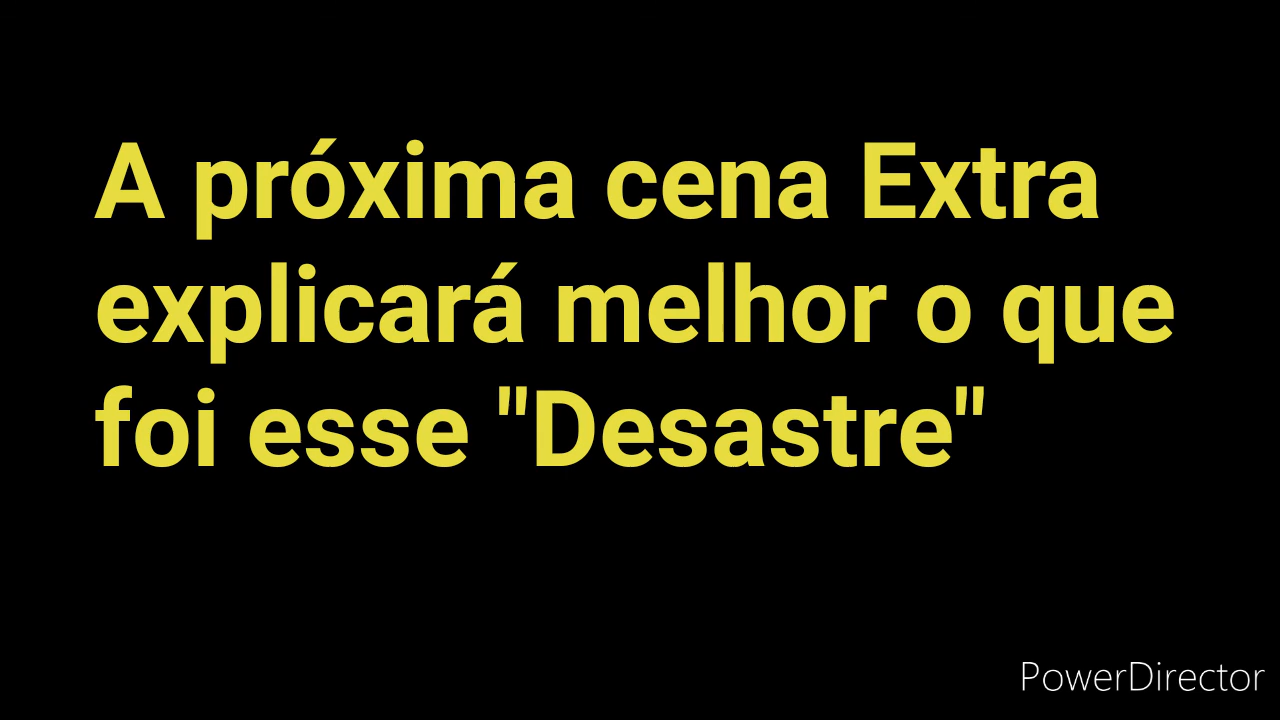 A próxima cena Extra
explicará melhor o que
foi esse "Desastre"
PowerDirector